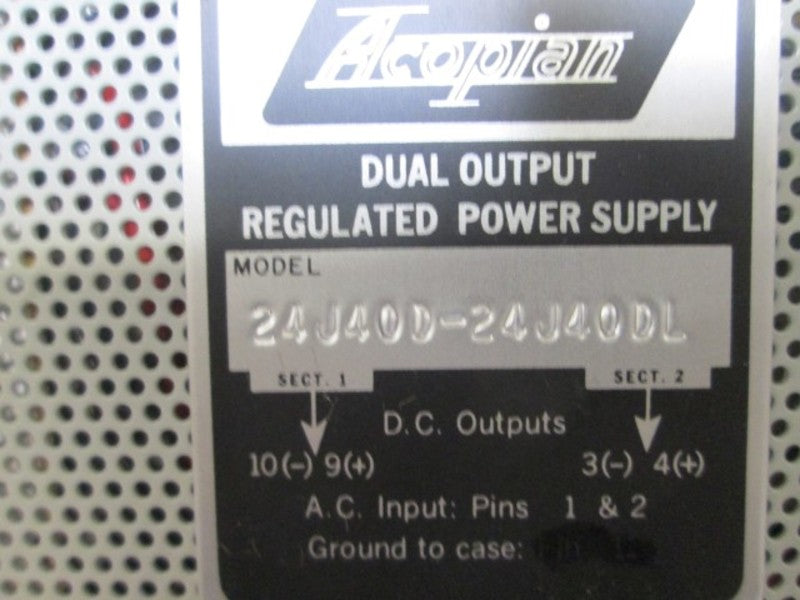 Acopian
DUAL OUTPUT
REGULATED POWER SUPPLY
MODEL
24J40D-24J40DL
SECT. 1 SECT. 2
D.C. Outputs
10(-) 9(+) 3(-) 4(+)
A.C. Input: Pins 1 & 2
Ground to case: